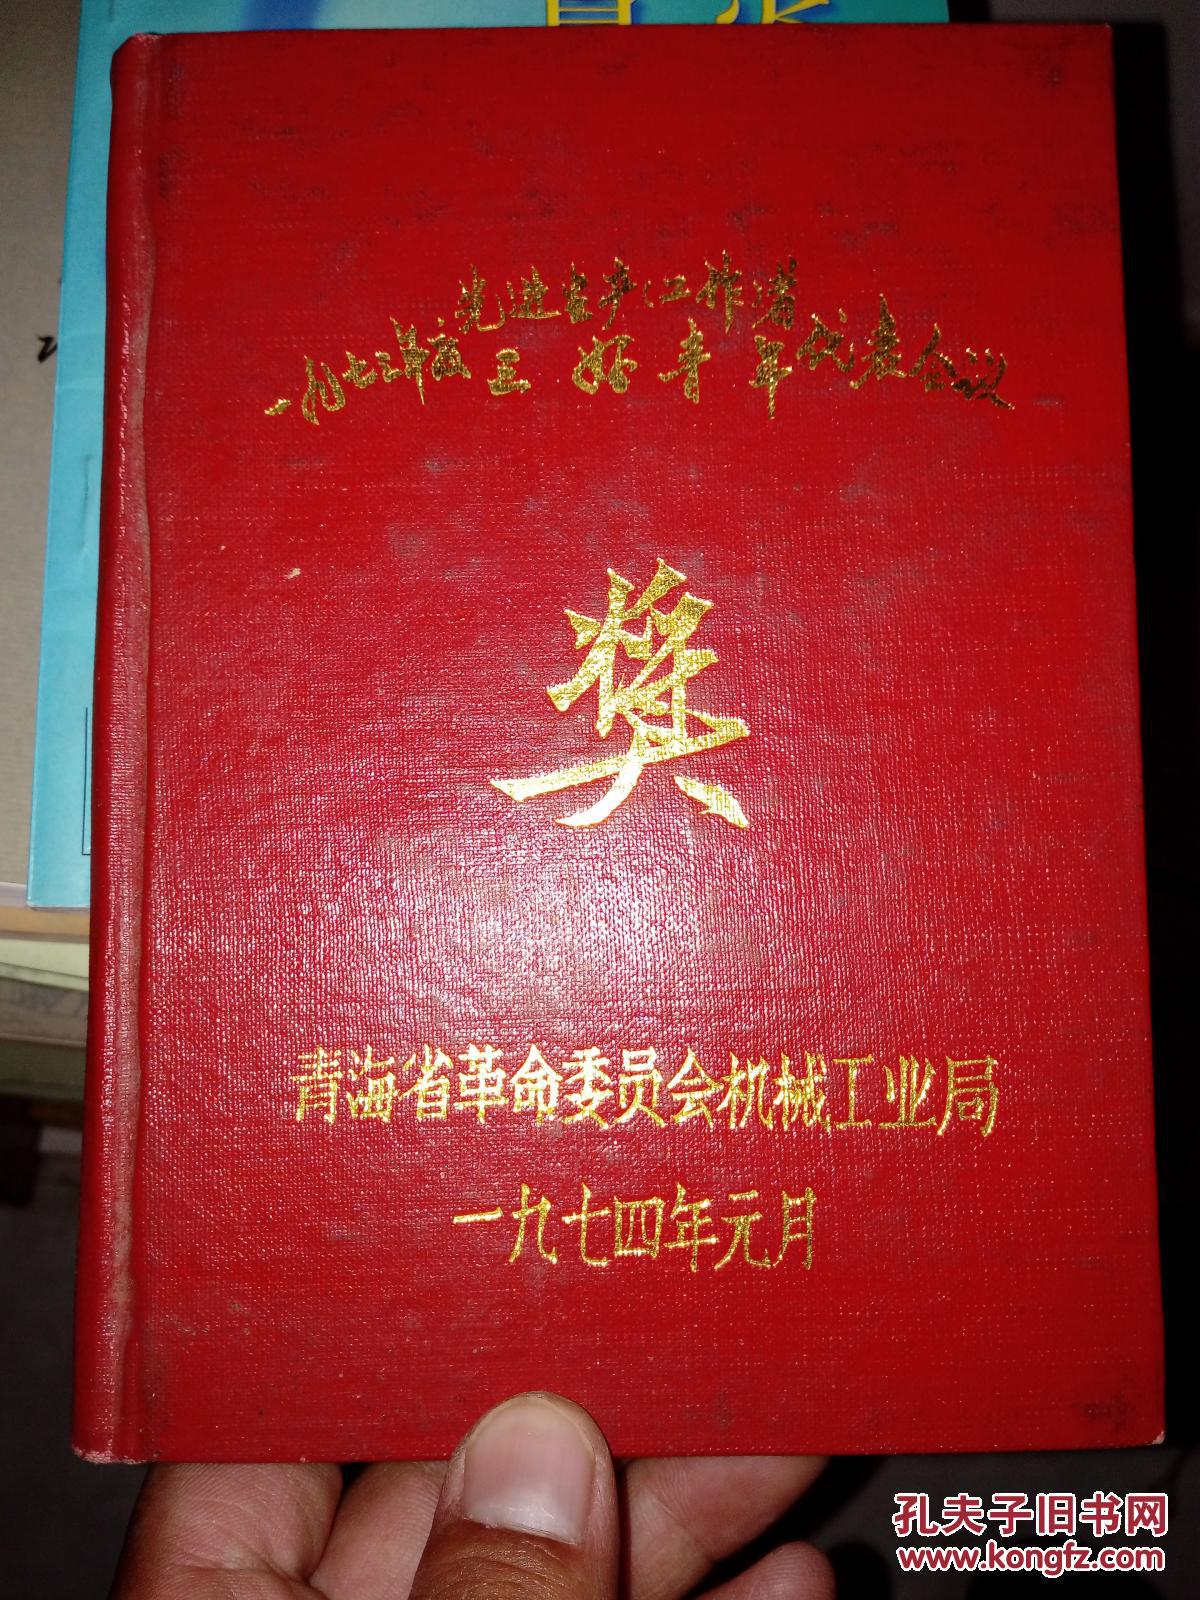 先进生产(工作)者
一九七三年度三好青年代表会议
奖
青海省革命委员会机械工业局
一九七四年元月
孔夫子旧书网
www.kongfz.com